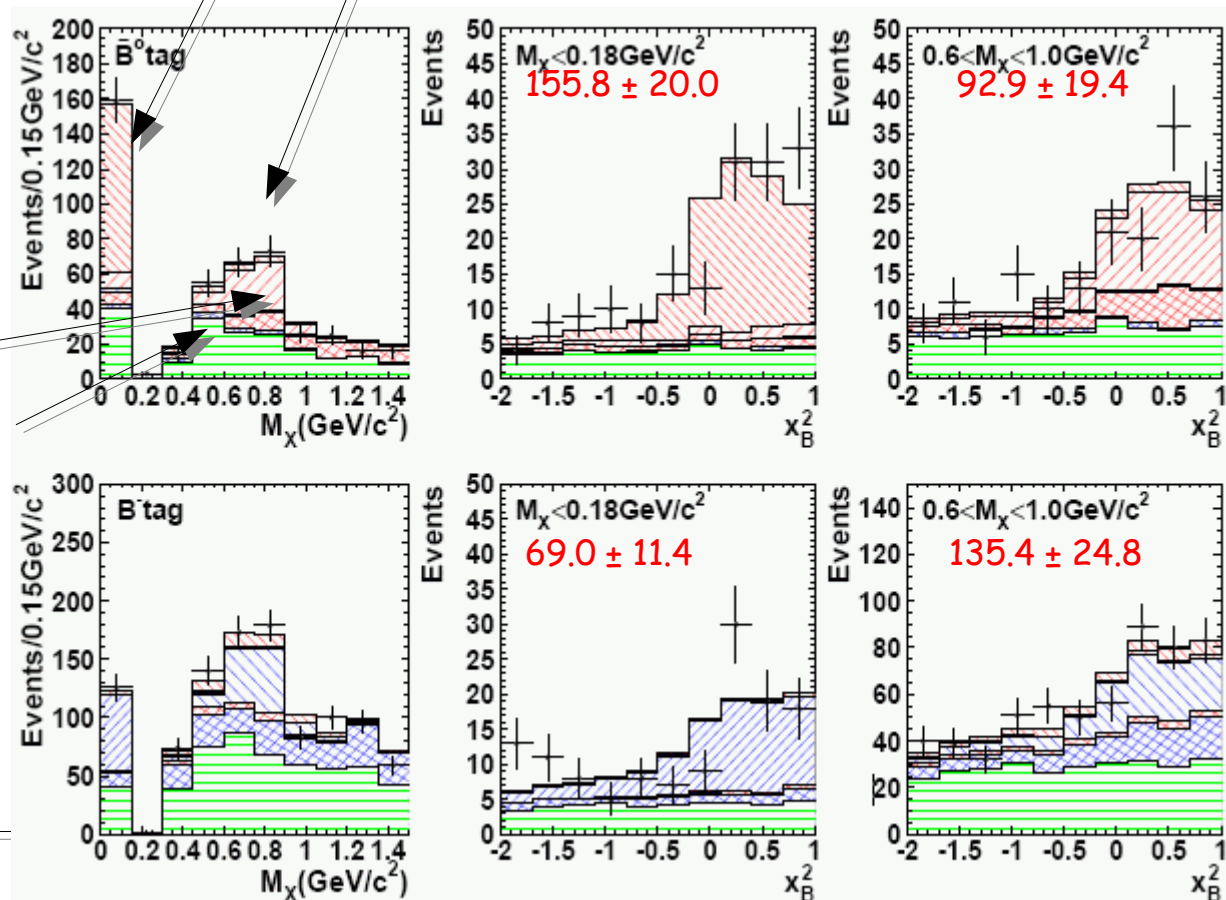 Events/0.15GeV/c²
200
180
160
140
120
100
80
60
40
20
0
B̄°tag
0 0.2 0.4 0.6 0.8 1 1.2 1.4
M_X(GeV/c²)
Events
50
45
40
35
30
25
20
15
10
5
0
M_X<0.18GeV/c²
155.8 ± 20.0
-2 -1.5 -1 -0.5 0 0.5 1
x_B²
Events
50
45
40
35
30
25
20
15
10
5
0
0.6<M_X<1.0GeV/c²
92.9 ± 19.4
-2 -1.5 -1 -0.5 0 0.5 1
x_B²
Events/0.15GeV/c²
300
250
200
150
100
50
0
B⁻tag
0 0.2 0.4 0.6 0.8 1 1.2 1.4
M_X(GeV/c²)
Events
50
45
40
35
30
25
20
15
10
5
0
M_X<0.18GeV/c²
69.0 ± 11.4
-2 -1.5 -1 -0.5 0 0.5 1
x_B²
Events
140
120
100
80
60
40
20
0
0.6<M_X<1.0GeV/c²
135.4 ± 24.8
-2 -1.5 -1 -0.5 0 0.5 1
x_B²